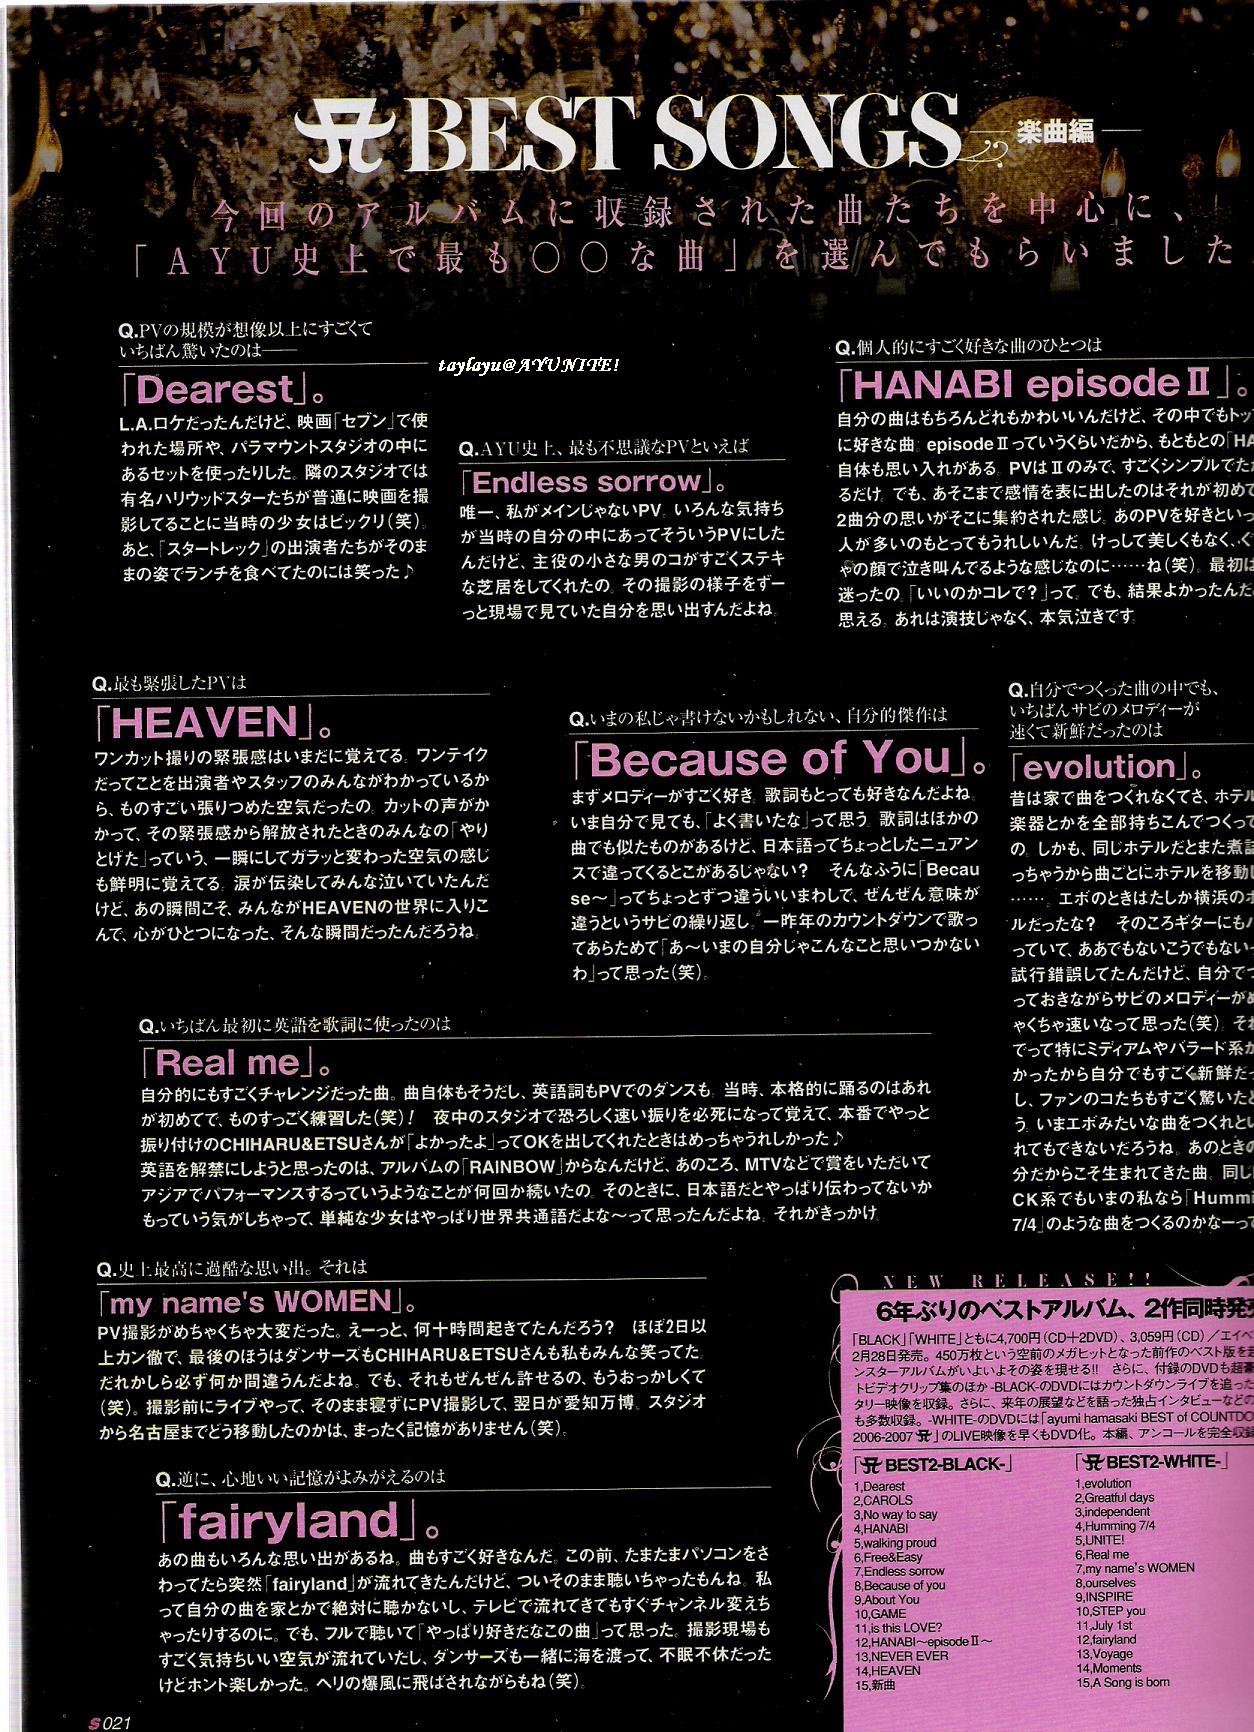 BEST SONGS
楽曲編
今回のアルバムに収録された曲たちを中心に、
「AYU史上で最も〇〇な曲」を選んでもらいました
Q.PVの規模が想像以上にすごくて
いちばん驚いたのは——
「Dearest」。
L.A.ロケだったんだけど、映画「セブン」で使
われた場所や、パラマウントスタジオの中に
あるセットを使ったりした。隣のスタジオでは
有名ハリウッドスターたちが普通に映画を撮
影してることに当時の少女はビックリ(笑)。
あと、「スタートレック」の出演者たちがそのま
まの姿でランチを食べてたのには笑った♪
taylayu@AYUNITE!
Q.AYU史上、最も不思議なPVといえば
「Endless sorrow」。
唯一、私がメインじゃないPV。いろんな気持ち
が当時の自分の中にあってそういうPVにした
んだけど、主役の小さな男のコがすごくステキ
な芝居をしてくれたの。その撮影の様子をずー
っと現場で見ていた自分を思い出すんだよね。
Q.個人的にすごく好きな曲のひとつは
「HANABI episodeⅡ」。
自分の曲はもちろんどれもかわいいんだけど、その中でもトッ
に好きな曲。episodeⅡっていうくらいだから、もともとの「HA
自体も思い入れがある。PVはⅡのみで、すごくシンプルでた
るだけ。でも、あそこまで感情を表に出したのはそれが初めて
2曲分の思いがそこに集約された感じ。あのPVを好きといっ
人が多いのもとってもうれしいんだ。けっして美しくもなく、ぐ
ゃの顔で泣き叫んでるような感じなのに……ね(笑)。最初は
迷ったの。「いいのかコレで?」って。でも、結果よかったんだ
思える。あれは演技じゃなく、本気泣きです。
Q.最も緊張したPVは
「HEAVEN」。
ワンカット撮りの緊張感はいまだに覚えてる。ワンテイク
だってことを出演者やスタッフのみんながわかっているか
ら、ものすごい張りつめた空気だったの。カットの声がか
かって、その緊張感から解放されたときのみんなの「やり
とげた」っていう、一瞬にしてガラッと変わった空気の感じ
も鮮明に覚えてる。涙が伝染してみんな泣いていたんだ
けど、あの瞬間こそ、みんながHEAVENの世界に入りこ
んで、心がひとつになった、そんな瞬間だったんだろうね。
Q.いまの私じゃ書けないかもしれない、自分的傑作は
「Because of You」。
まずメロディーがすごく好き。歌詞もとっても好きなんだよね。
いま自分で見ても、「よく書いたな」って思う。歌詞はほかの
曲でも似たものがあるけど、日本語ってちょっとしたニュアン
スで違ってくるとこがあるじゃない?　そんなふうに「Becau
se～」ってちょっとずつ違ういいまわしで、ぜんぜん意味が
違うというサビの繰り返し。一昨年のカウントダウンで歌っ
てあらためて「あ～いまの自分じゃこんなこと思いつかない
わ」って思った(笑)。
Q.自分でつくった曲の中でも、
いちばんサビのメロディーが
速くて新鮮だったのは
「evolution」。
昔は家で曲をつくれなくてさ、ホテル
楽器とかを全部持ちこんでつくって
の。しかも、同じホテルだとまた煮詰
っちゃうから曲ごとにホテルを移動し
……。エボのときはたしか横浜のホ
ルだったな?　そのころギターにもハ
っていて、ああでもないこうでもない
試行錯誤してたんだけど、自分でつ
っておきながらサビのメロディーがめ
ゃくちゃ速いなって思った(笑)。それ
でって特にミディアムやバラード系か
かったから自分でもすごく新鮮だっ
し、ファンのコたちもすごく驚いたと
う。いまエボみたいな曲をつくれとい
れてもできないだろうね。あのときの
分だからこそ生まれてきた曲。同じ
CK系でもいまの私なら「Hummi
7/4」のような曲をつくるのかなーって
Q.いちばん最初に英語を歌詞に使ったのは
「Real me」。
自分的にもすごくチャレンジだった曲。曲自体もそうだし、英語詞もPVでのダンスも。当時、本格的に踊るのはあれ
が初めてで、ものすっごく練習した(笑)!　夜中のスタジオで恐ろしく速い振りを必死になって覚えて、本番でやっと
振り付けのCHIHARU&ETSUさんが「よかったよ」ってOKを出してくれたときはめっちゃうれしかった♪
英語を解禁にしようと思ったのは、アルバムの「RAINBOW」からなんだけど、あのころ、MTVなどで賞をいただいて
アジアでパフォーマンスするっていうようなことが何回か続いたの。そのときに、日本語だとやっぱり伝わってないか
もっていう気がしちゃって、単純な少女はやっぱり世界共通語だよな～って思ったんだよね。それがきっかけ。
Q.史上最高に過酷な思い出。それは
「my name's WOMEN」。
PV撮影がめちゃくちゃ大変だった。えーっと、何十時間起きてたんだろう?　ほぼ2日以
上カン徹で、最後のほうはダンサーズもCHIHARU&ETSUさんも私もみんな笑ってた。
だれかしら必ず何か間違うんだよね。でも、それもぜんぜん許せるの、もうおっかしくて
(笑)。撮影前にライブやって、そのまま寝ずにPV撮影して、翌日が愛知万博。スタジオ
から名古屋までどう移動したのかは、まったく記憶がありません(笑)。
Q.逆に、心地いい記憶がよみがえるのは
「fairyland」。
あの曲もいろんな思い出があるね。曲もすごく好きなんだ。この前、たまたまパソコンをさ
わってたら突然「fairyland」が流れてきたんだけど、ついそのまま聴いちゃったもんね。私
って自分の曲を家とかで絶対に聴かないし、テレビで流れてきてもすぐチャンネル変えち
ゃったりするのに。でも、フルで聴いて「やっぱり好きだなこの曲」って思った。撮影現場も
すごく気持ちいい空気が流れていたし、ダンサーズも一緒に海を渡って、不眠不休だった
けどホント楽しかった。ヘリの爆風に飛ばされながらもね(笑)。
NEW RELEASE!!
6年ぶりのベストアルバム、2作同時発売
「BLACK」「WHITE」ともに4,700円(CD+2DVD)、3,059円(CD)/エイベ
2月28日発売。450万枚という空前のメガヒットとなった前作のベスト版を
ンスターアルバムがいよいよその姿を現せる!!　さらに、付録のDVDも超
トビデオクリップ集のほか-BLACK-のDVDにはカウントダウンライブを追った
タリー映像を収録。さらに、来年の展望などを語った独占インタビューなどの
も多数収録。-WHITE-のDVDには「ayumi hamasaki BEST of COUNTDO
2006-2007 」のLIVE映像を早くもDVD化。本編、アンコールを完全収録
「 BEST2-BLACK-」
1,Dearest
2,CAROLS
3,No way to say
4,HANABI
5,walking proud
6,Free&Easy
7,Endless sorrow
8,Because of you
9,About You
10,GAME
11,is this LOVE?
12,HANABI～episodeⅡ～
13,NEVER EVER
14,HEAVEN
15,新曲
「 BEST2-WHITE-」
1,evolution
2,Greatful days
3,independent
4,Humming 7/4
5,UNITE!
6,Real me
7,my name's WOMEN
8,ourselves
9,INSPIRE
10,STEP you
11,July 1st
12,fairyland
13,Voyage
14,Moments
15,A Song is born
S 021